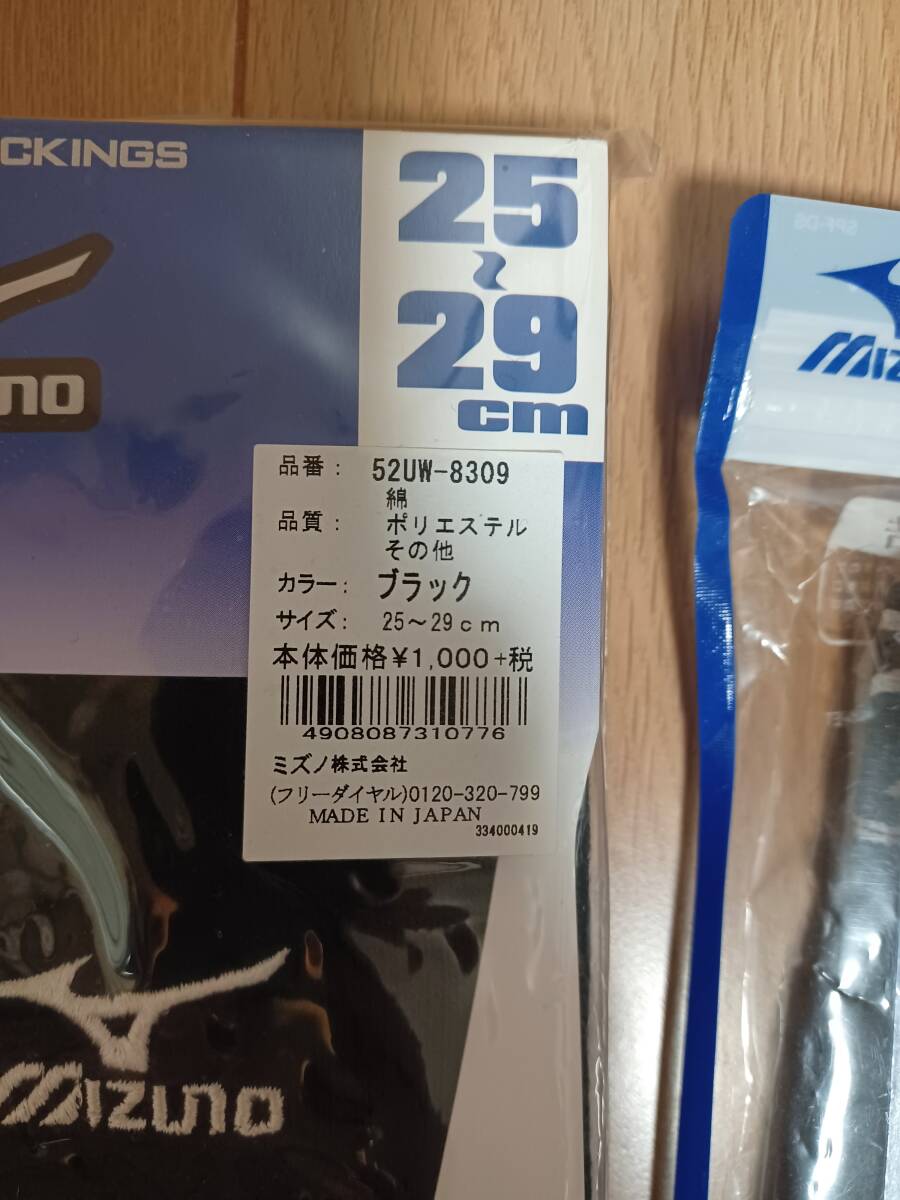 CKINGS
25
~
29
cm
uno
品番： 52UW-8309
綿
品質： ポリエステル
その他
カラー： ブラック
サイズ： 25～29cm
本体価格¥1,000+税
4908087310776
ミズノ株式会社
(フリーダイヤル)0120-320-799
MADE IN JAPAN
334000419
MIZUNO
MIZ